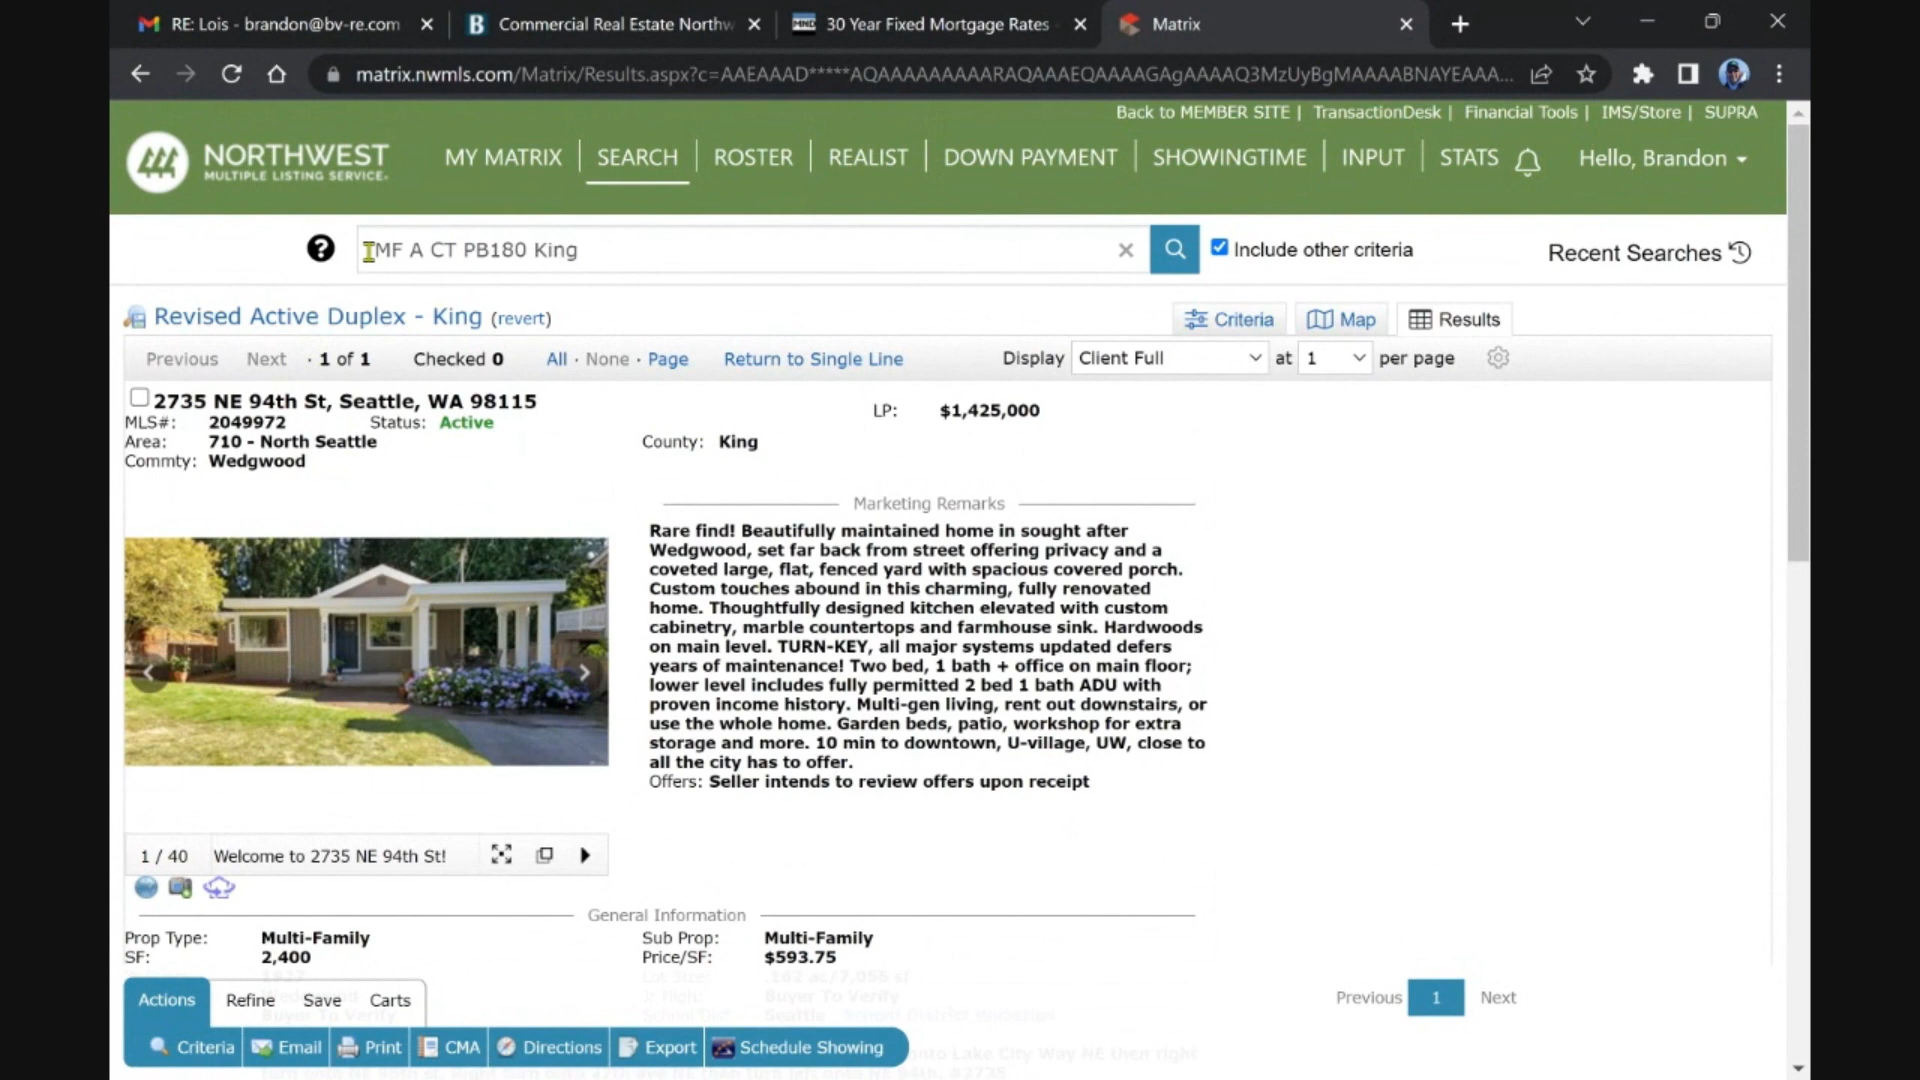 RE: Lois - brandon@bv-re.com
Commercial Real Estate Northw
MND
30 Year Fixed Mortgage Rates -
Matrix
matrix.nwmls.com/Matrix/Results.aspx?c=AAEAAAD*****AQAAAAAAAAARAQAAAEQAAAAGAgAAAAQ3MzUyBgMAAAABNAYEAAA...
Back to MEMBER SITE | TransactionDesk | Financial Tools | IMS/Store | SUPRA
NORTHWEST
MULTIPLE LISTING SERVICE
MY MATRIX SEARCH ROSTER REALIST DOWN PAYMENT SHOWINGTIME INPUT STATS Hello, Brandon
MF A CT PB180 King
Include other criteria
Recent Searches
Revised Active Duplex - King (revert)
Criteria Map Results
Previous Next · 1 of 1 Checked 0 All · None · Page Return to Single Line Display Client Full at 1 per page
2735 NE 94th St, Seattle, WA 98115
LP: $1,425,000
MLS#: 2049972 Status: Active
Area: 710 - North Seattle County: King
Commty: Wedgwood
Marketing Remarks
Rare find! Beautifully maintained home in sought after
Wedgwood, set far back from street offering privacy and a
coveted large, flat, fenced yard with spacious covered porch.
Custom touches abound in this charming, fully renovated
home. Thoughtfully designed kitchen elevated with custom
cabinetry, marble countertops and farmhouse sink. Hardwoods
on main level. TURN-KEY, all major systems updated defers
years of maintenance! Two bed, 1 bath + office on main floor;
lower level includes fully permitted 2 bed 1 bath ADU with
proven income history. Multi-gen living, rent out downstairs, or
use the whole home. Garden beds, patio, workshop for extra
storage and more. 10 min to downtown, U-village, UW, close to
all the city has to offer.
Offers: Seller intends to review offers upon receipt
1 / 40 Welcome to 2735 NE 94th St!
General Information
Prop Type: Multi-Family Sub Prop: Multi-Family
SF: 2,400 Price/SF: $593.75
Buyer To Verify
Actions Refine Save Carts
Previous 1 Next
Criteria Email Print CMA Directions Export Schedule Showing
onto Lake City Way NE then right